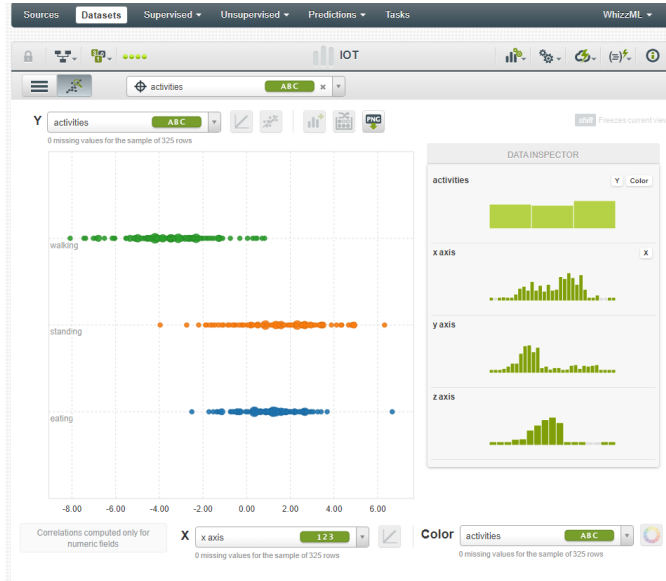 Sources Datasets Supervised Unsupervised Predictions Tasks WhizzML
IOT
activities ABC
Y activities ABC PNG shift Freezes current view
0 missing values for the sample of 325 rows
DATA INSPECTOR
activities Y Color
walking
x axis X
standing
y axis
eating
z axis
-8.00 -6.00 -4.00 -2.00 0.00 2.00 4.00 6.00
Correlations computed only for
numeric fields
X x axis 123 Color activities ABC
0 missing values for the sample of 325 rows 0 missing values for the sample of 325 rows